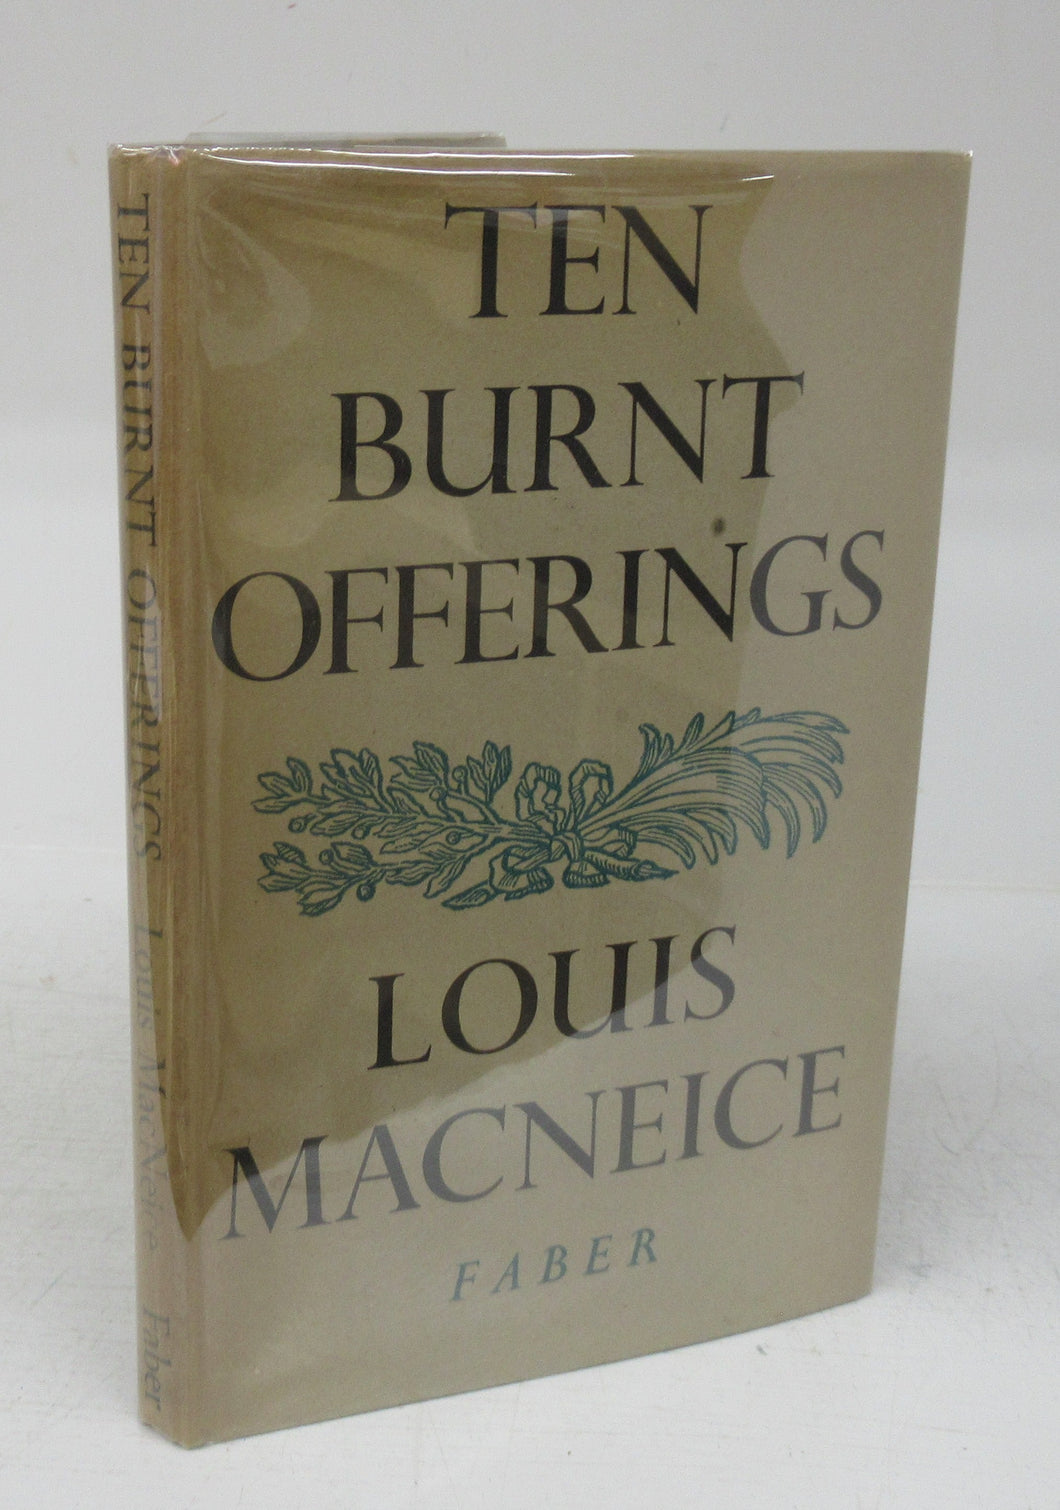 TEN BURNT OFFERINGS Louis MacNeice Faber
TEN
BURNT
OFFERINGS
LOUIS
MACNEICE
FABER